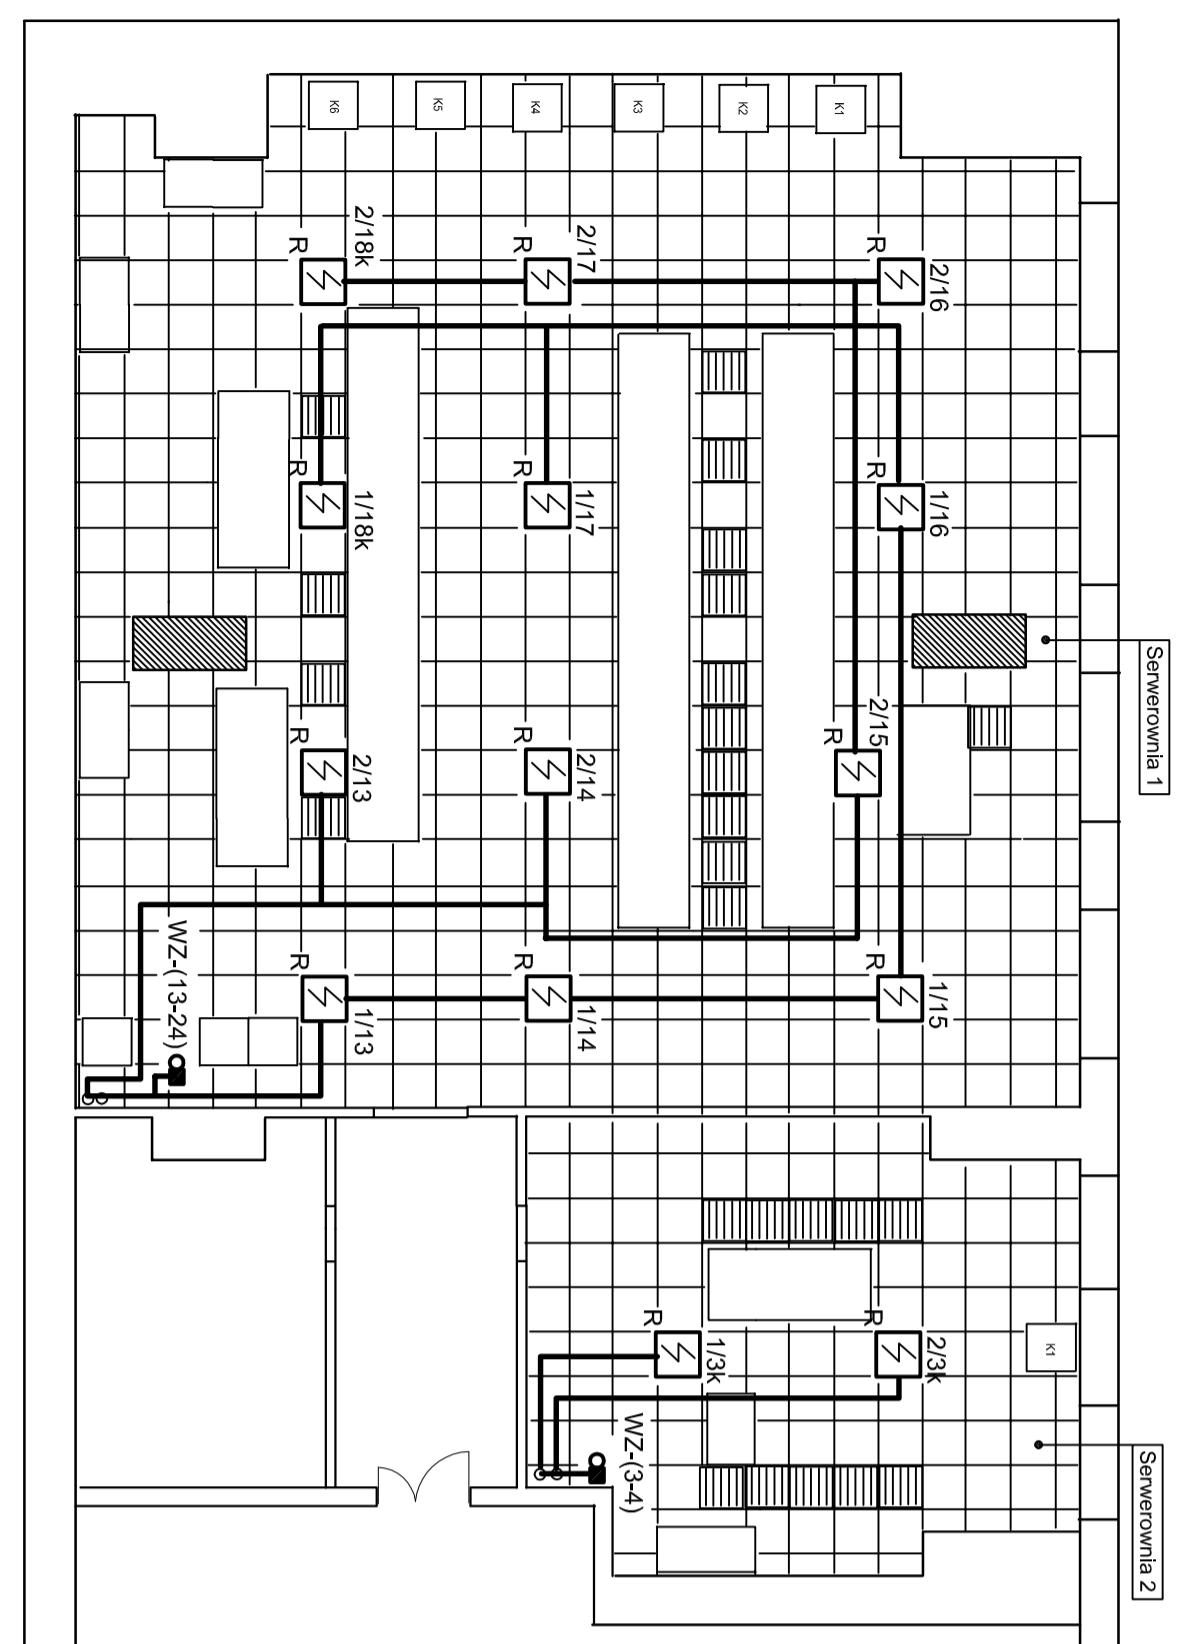 K6
K5
K4
K3
K2
K1
2/18k
R
2/17
R
2/16
R
1/18k
R
1/17
R
1/16
R
Serwerownia 1
2/13
R
2/14
R
2/15
R
WZ-(13-24)
1/13
R
1/14
R
1/15
R
1/3k
R
2/3k
R
K1
WZ-(3-4)
Serwerownia 2